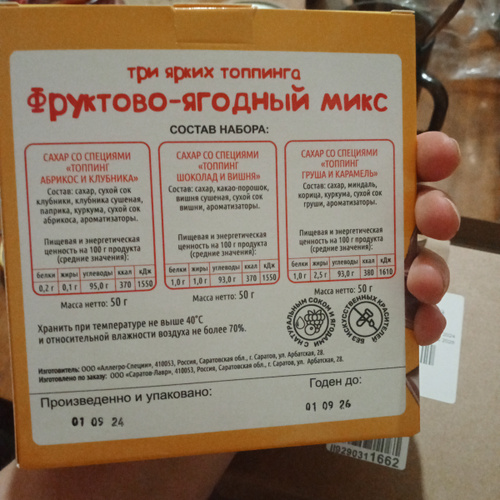 три ярких топпинга
Фруктово-ягодный микс
СОСТАВ НАБОРА:
САХАР СО СПЕЦИЯМИ
«ТОППИНГ
АБРИКОС И КЛУБНИКА»
Состав: сахар, сухой сок
клубники, клубника сушеная,
паприка, куркума, сухой сок
абрикоса, ароматизаторы.
Пищевая и энергетическая
ценность на 100 г продукта
(средние значения):
белки жиры углеводы ккал кДж
0,2 г 0,1 г 95,0 г 370 1550
Масса нетто: 50 г
САХАР СО СПЕЦИЯМИ
«ТОППИНГ
ШОКОЛАД И ВИШНЯ»
Состав: сахар, какао-порошок,
вишня сушеная, сухой сок
вишни, ароматизаторы.
Пищевая и энергетическая
ценность на 100 г продукта
(средние значения):
белки жиры углеводы ккал кДж
1,0 г 1,0 г 93,0 г 370 1550
Масса нетто: 50 г
САХАР СО СПЕЦИЯМИ
«ТОППИНГ
ГРУША И КАРАМЕЛЬ»
Состав: сахар, миндаль,
корица, куркума, сухой сок
груши, ароматизаторы.
Пищевая и энергетическая
ценность на 100 г продукта
(средние значения):
белки жиры углеводы ккал кДж
1,0 г 2,5 г 93,0 г 380 1610
Масса нетто: 50 г
Хранить при температуре не выше 40°С
и относительной влажности воздуха не более 70%.
С НАТУРАЛЬНЫМ СОКОМ И ЯГОДАМИ
БЕЗ ИСКУССТВЕННЫХ КРАСИТЕЛЕЙ
Изготовитель: ООО «Аллегро-Специи», 410053, Россия, Саратовская обл., г. Саратов, ул. Арбатская, 28.
Изготовлено по заказу: ООО «Саратов-Лавр», 410053, Россия, Саратовская обл., г. Саратов, ул. Арбатская, 28.
Произведено и упаковано:
01 09 24
Годен до:
01 09 26
00290311662